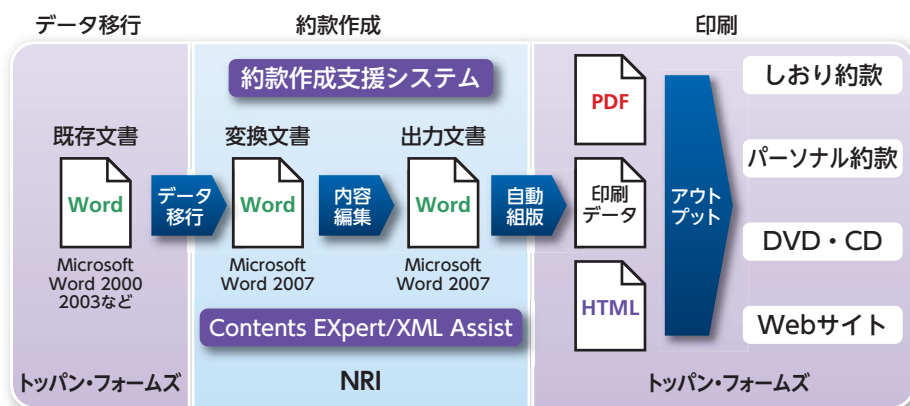 データ移行
約款作成
印刷
約款作成支援システム
既存文書
Word
Microsoft
Word 2000
2003など
データ
移行
変換文書
Word
Microsoft
Word 2007
内容
編集
出力文書
Word
Microsoft
Word 2007
自動
組版
Contents EXpert/XML Assist
PDF
印刷
データ
HTML
アウト
プット
しおり約款
パーソナル約款
DVD・CD
Webサイト
トッパン・フォームズ
NRI
トッパン・フォームズ